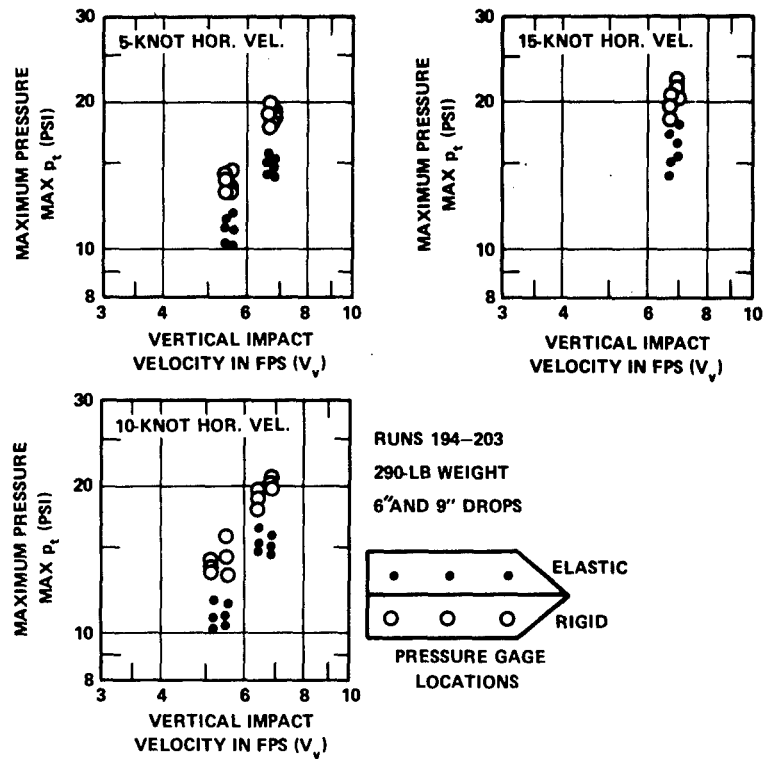 5-KNOT HOR. VEL.
MAXIMUM PRESSURE
MAX pt (PSI)
30
20
10
8
3 4 6 8 10
VERTICAL IMPACT
VELOCITY IN FPS (Vv)
15-KNOT HOR. VEL.
MAXIMUM PRESSURE
MAX pt (PSI)
30
20
10
8
3 4 6 8 10
VERTICAL IMPACT
VELOCITY IN FPS (Vv)
10-KNOT HOR. VEL.
MAXIMUM PRESSURE
MAX pt (PSI)
30
20
10
8
3 4 6 8 10
VERTICAL IMPACT
VELOCITY IN FPS (Vv)
RUNS 194–203
290-LB WEIGHT
6" AND 9" DROPS
ELASTIC
RIGID
PRESSURE GAGE
LOCATIONS